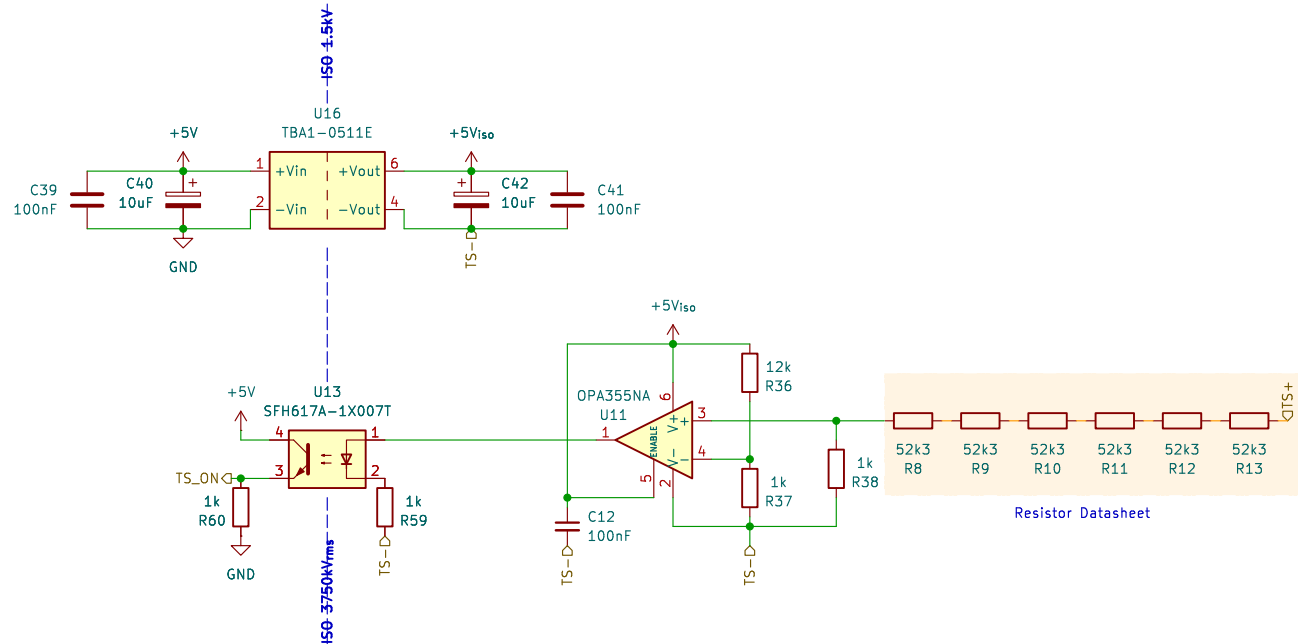 ISO 1.5kV
U16
TBA1-0511E
+5V
+5Viso
1
+Vin
+Vout
6
2
-Vin
-Vout
4
C39
100nF
C40
10uF
+
+
C42
10uF
C41
100nF
GND
TS-
+5Viso
+5V
U13
SFH617A-1X007T
4
1
3
2
TS_ON
1k
R60
1k
R59
GND
TS-
ISO 3750kVrms
OPA355NA
U11
1
6
V+
+
3
ENABLE
V-
-
4
5
2
12k
R36
1k
R37
1k
R38
C12
100nF
TS-
TS-
TS+
52k3
R8
52k3
R9
52k3
R10
52k3
R11
52k3
R12
52k3
R13
Resistor Datasheet